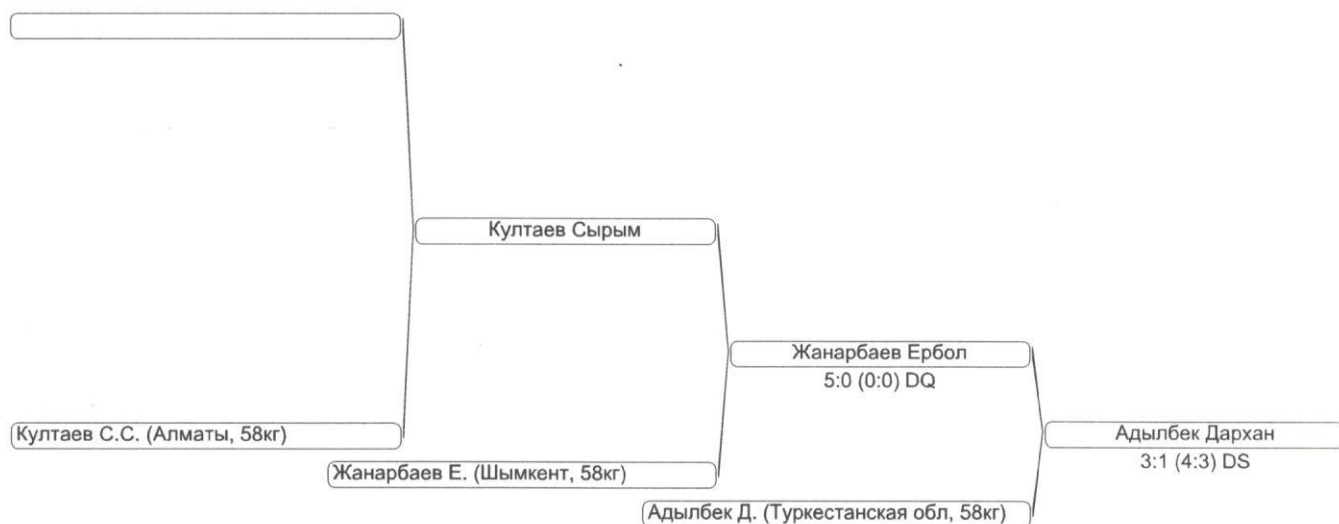 Култаев Сырым
Жанарбаев Ербол
5:0 (0:0) DQ
Култаев С.С. (Алматы, 58кг)
Адылбек Дархан
3:1 (4:3) DS
Жанарбаев Е. (Шымкент, 58кг)
Адылбек Д. (Туркестанская обл, 58кг)